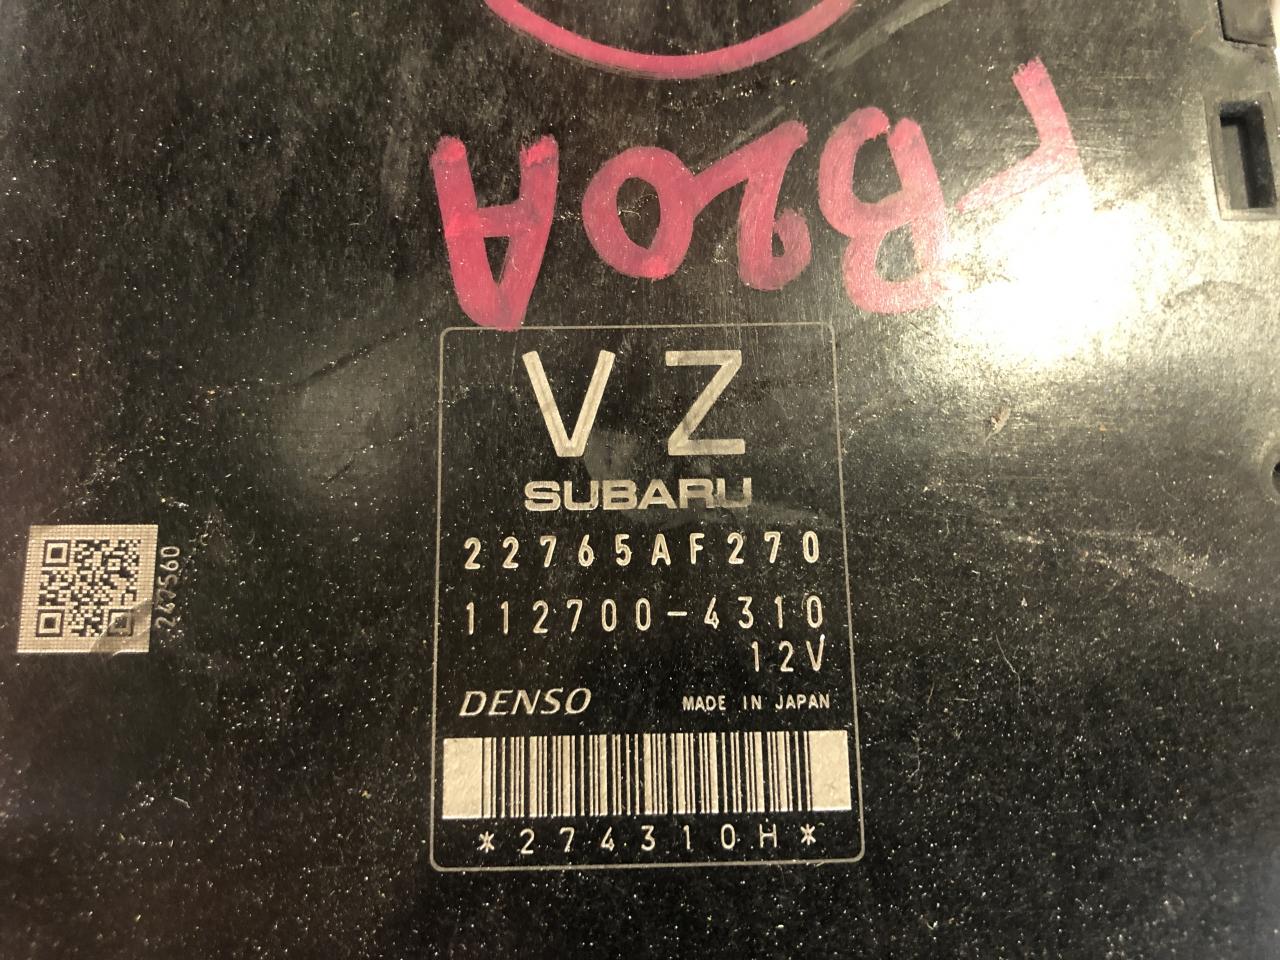 FB20A
VZ
SUBARU
22765AF270
112700-4310
12V
DENSO MADE IN JAPAN
*274310H*
247560